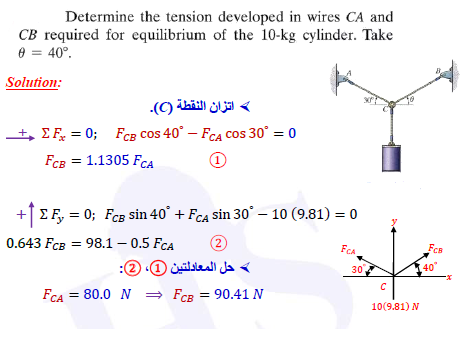 Determine the tension developed in wires CA and
CB required for equilibrium of the 10-kg cylinder. Take
θ = 40°.
Solution:
➤ اتزان النقطة (C).
A
B
30°
θ
C
+→ Σ Fx = 0; FCB cos 40° − FCA cos 30° = 0
FCB = 1.1305 FCA ①
+↑ Σ Fy = 0; FCB sin 40° + FCA sin 30° − 10 (9.81) = 0
0.643 FCB = 98.1 − 0.5 FCA ②
➤ حل المعادلتين ①، ②:
FCA = 80.0 N ⟹ FCB = 90.41 N
y
FCA
FCB
30°
40°
x
C
10(9.81) N